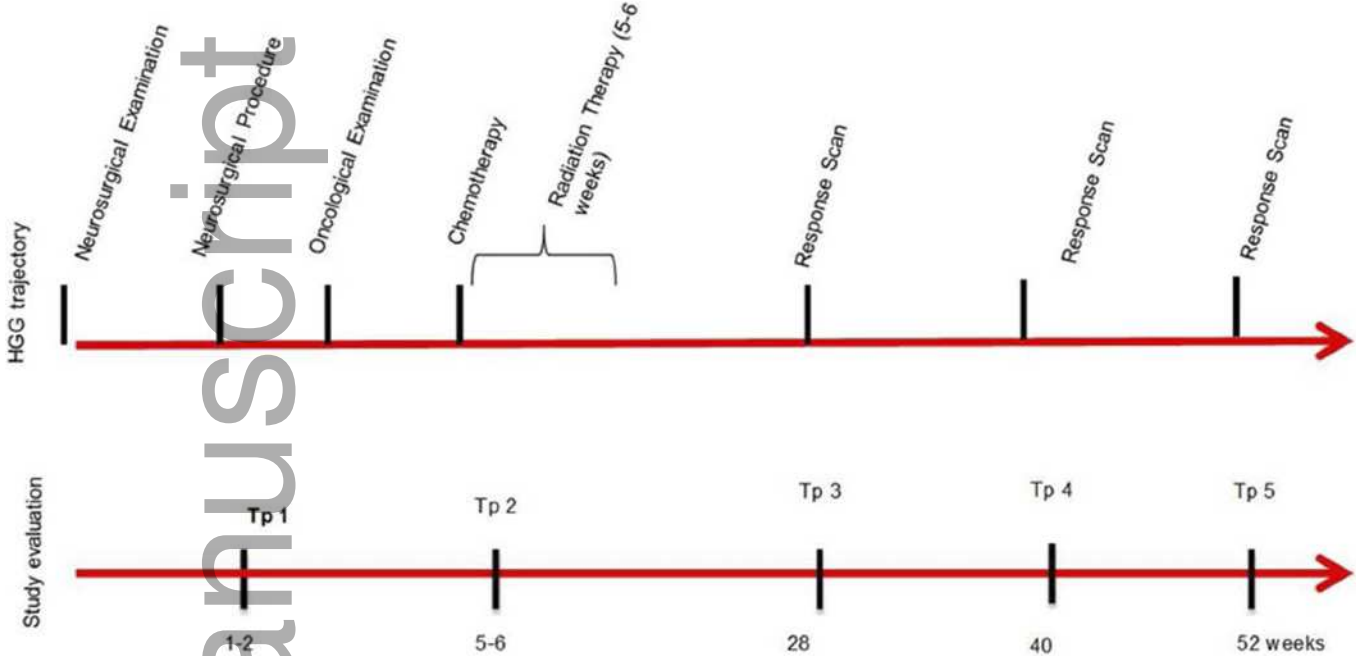 Neurosurgical Examination
Neurosurgical Procedure
Oncological Examination
Chemotherapy
Radiation Therapy (5-6
weeks)
Response Scan
Response Scan
Response Scan
HGG trajectory
Study evaluation
Tp 1
Tp 2
Tp 3
Tp 4
Tp 5
1-2
5-6
28
40
52 weeks
anuscript